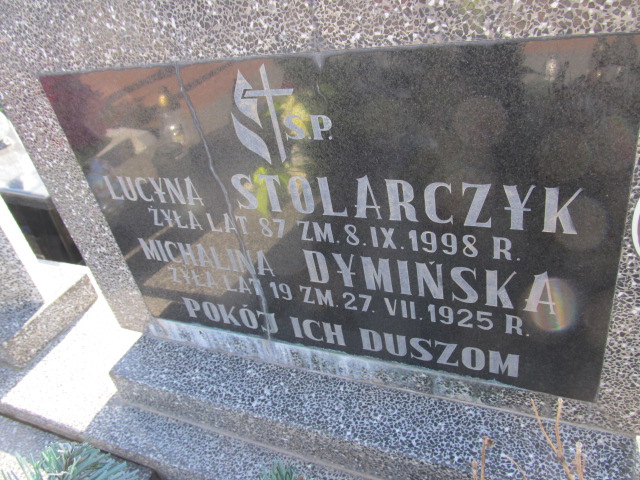 Ś.P.
LUCYNA STOLARCZYK
ŻYŁA LAT 87 ZM. 8.IX.1998 R.
MICHALINA DYMIŃSKA
ŻYŁA LAT 19 ZM. 27.VII.1925 R.
POKÓJ ICH DUSZOM